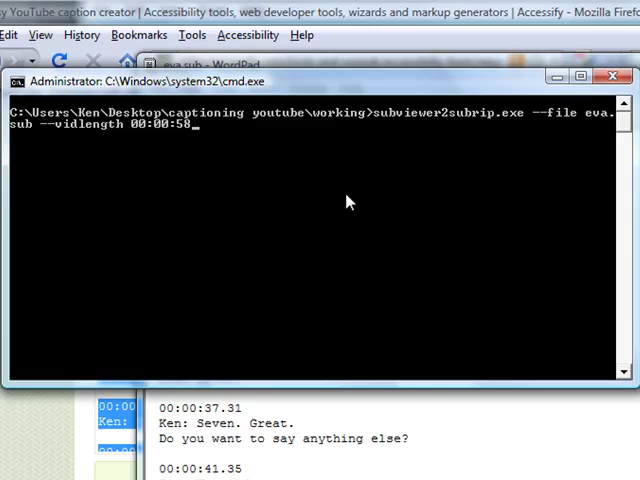 sy YouTube caption creator | Accessibility tools, web developer tools, wizards and markup generators | Accessify - Mozilla Firefo
Edit View History Bookmarks Tools Accessibility Help
eva.sub - WordPad
Administrator: C:\Windows\system32\cmd.exe
C:\Users\Ken\Desktop\captioning youtube\working>subviewer2subrip.exe --file eva.
sub --vidlength 00:00:58_
00:00
Ken:
00:00:37.31
Ken: Seven. Great.
Do you want to say anything else?
00:00:41.35